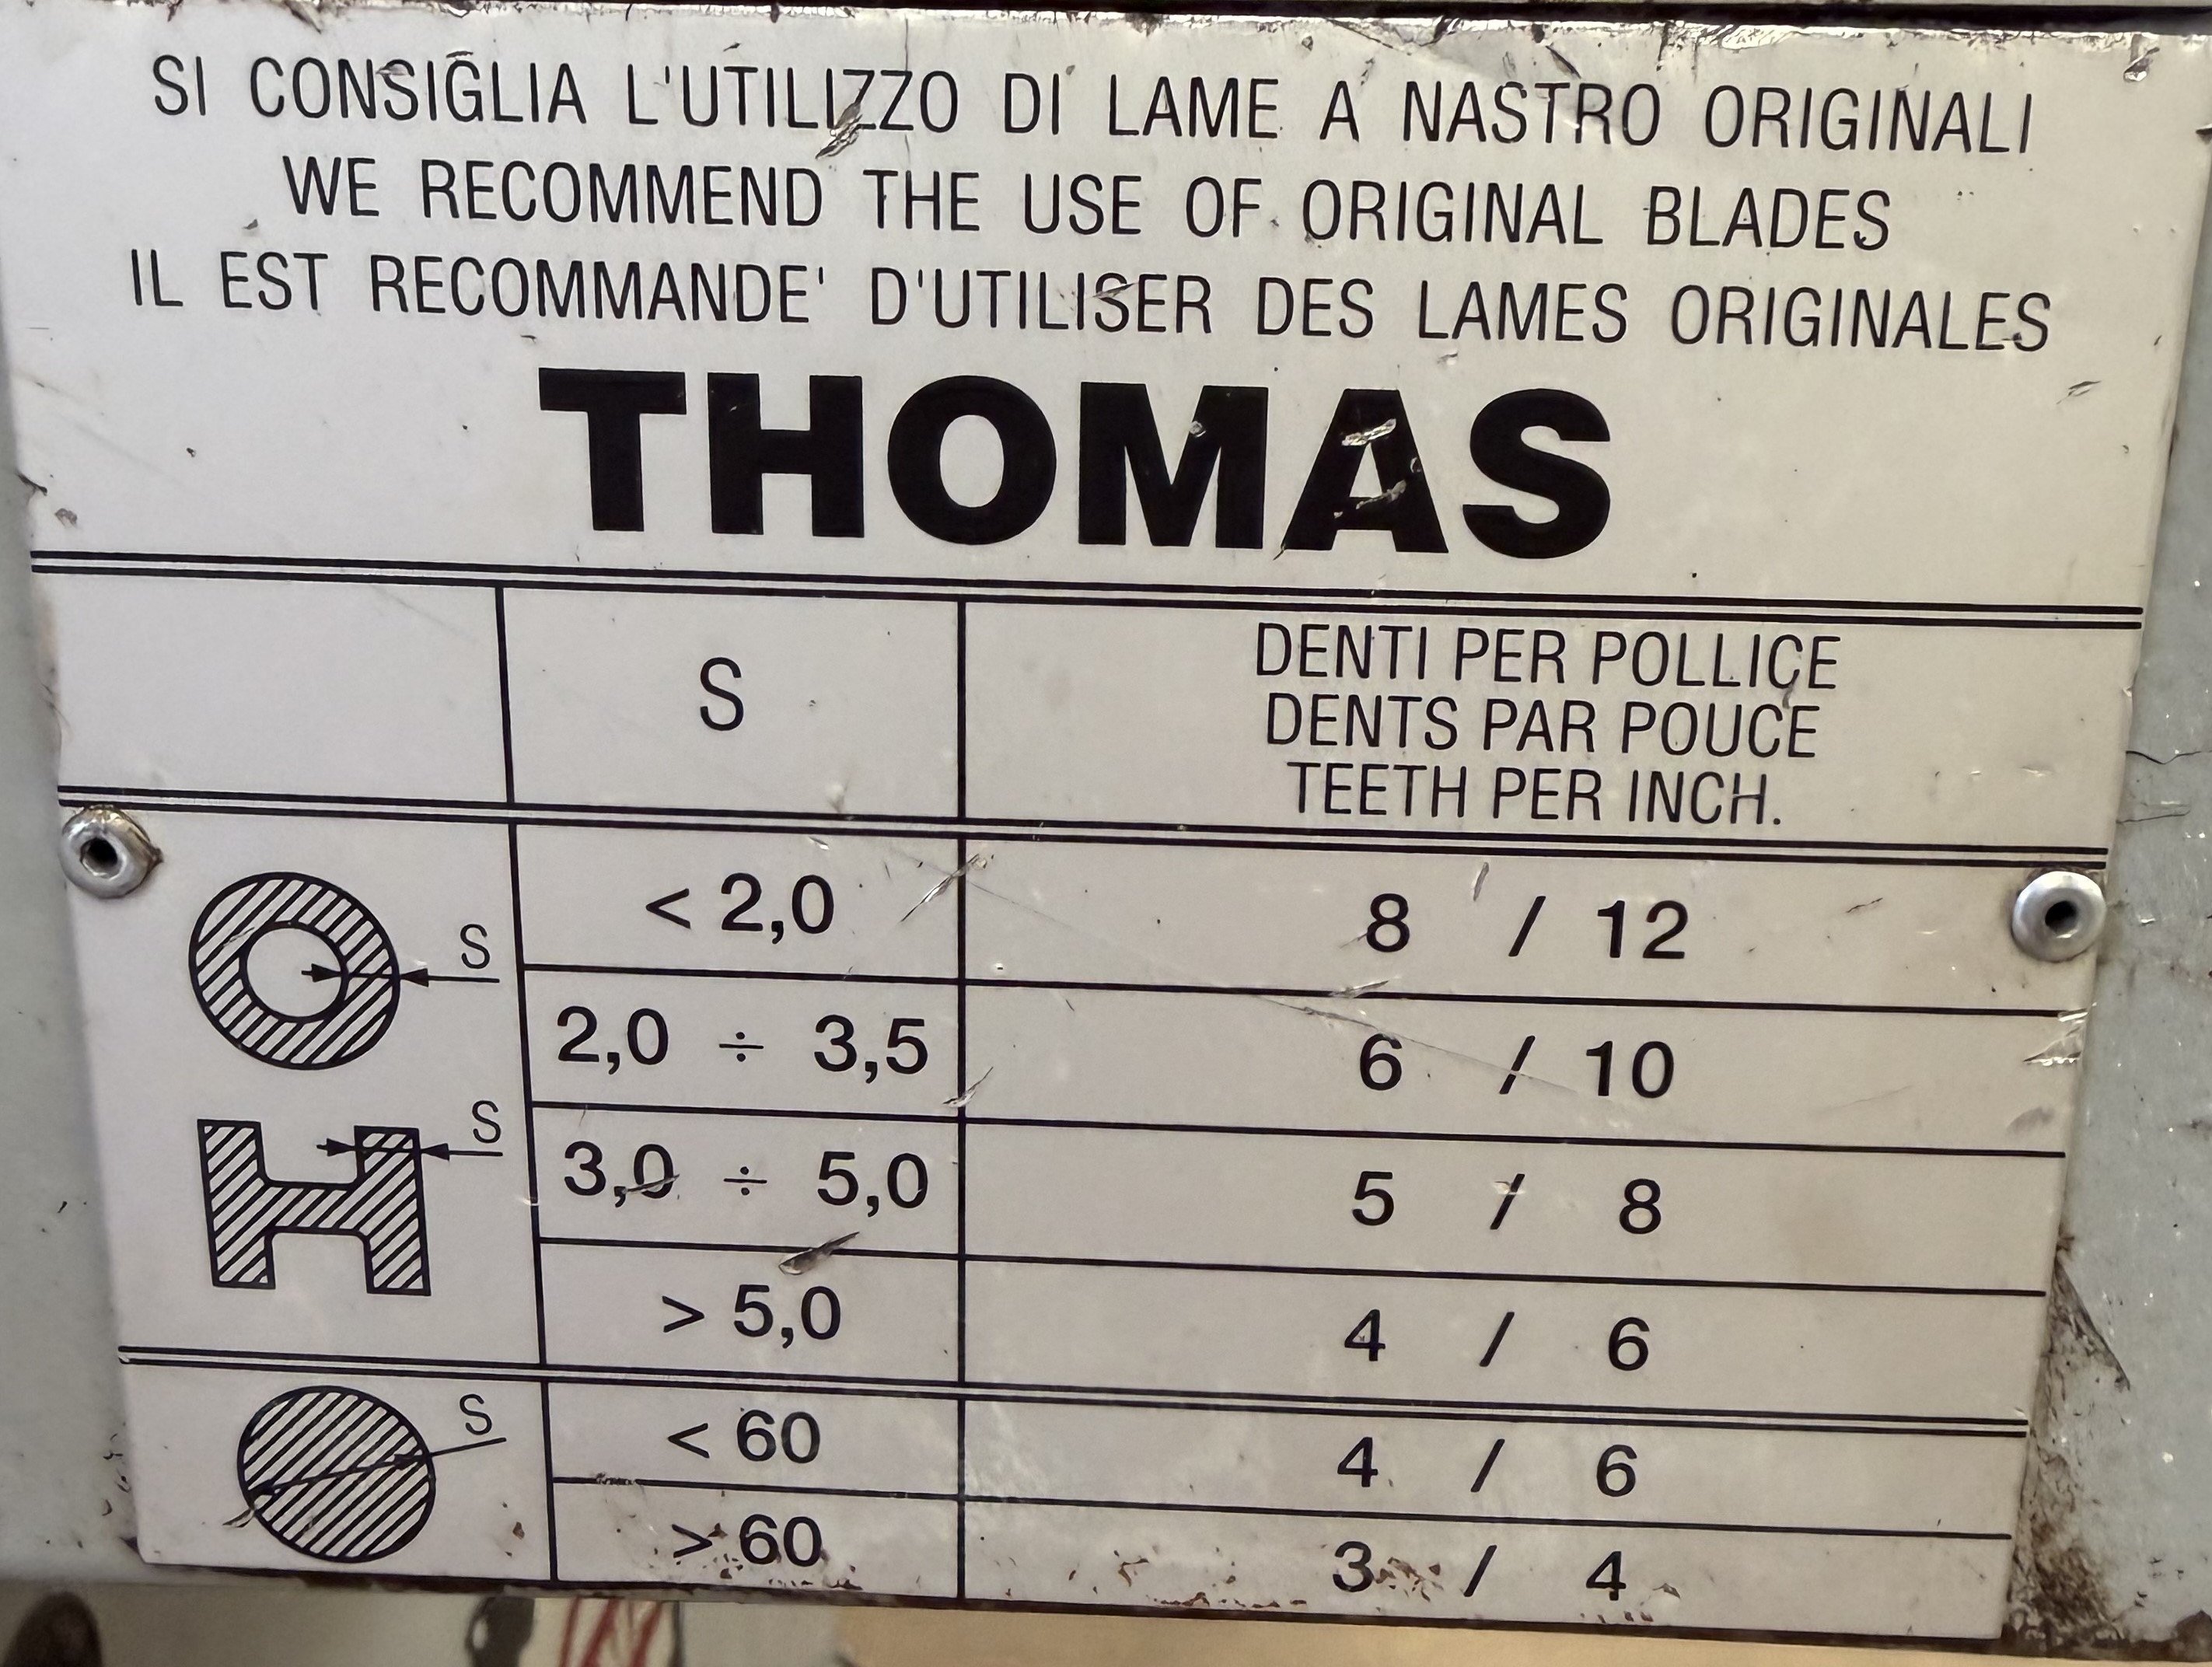 SI CONSIGLIA L'UTILIZZO DI LAME A NASTRO ORIGINALI
WE RECOMMEND THE USE OF ORIGINAL BLADES
IL EST RECOMMANDE' D'UTILISER DES LAMES ORIGINALES
THOMAS
S
DENTI PER POLLICE
DENTS PAR POUCE
TEETH PER INCH.
S
< 2,0 8 / 12
2,0 ÷ 3,5 6 / 10
S
3,0 ÷ 5,0 5 / 8
> 5,0 4 / 6
S
< 60 4 / 6
> 60 3 / 4